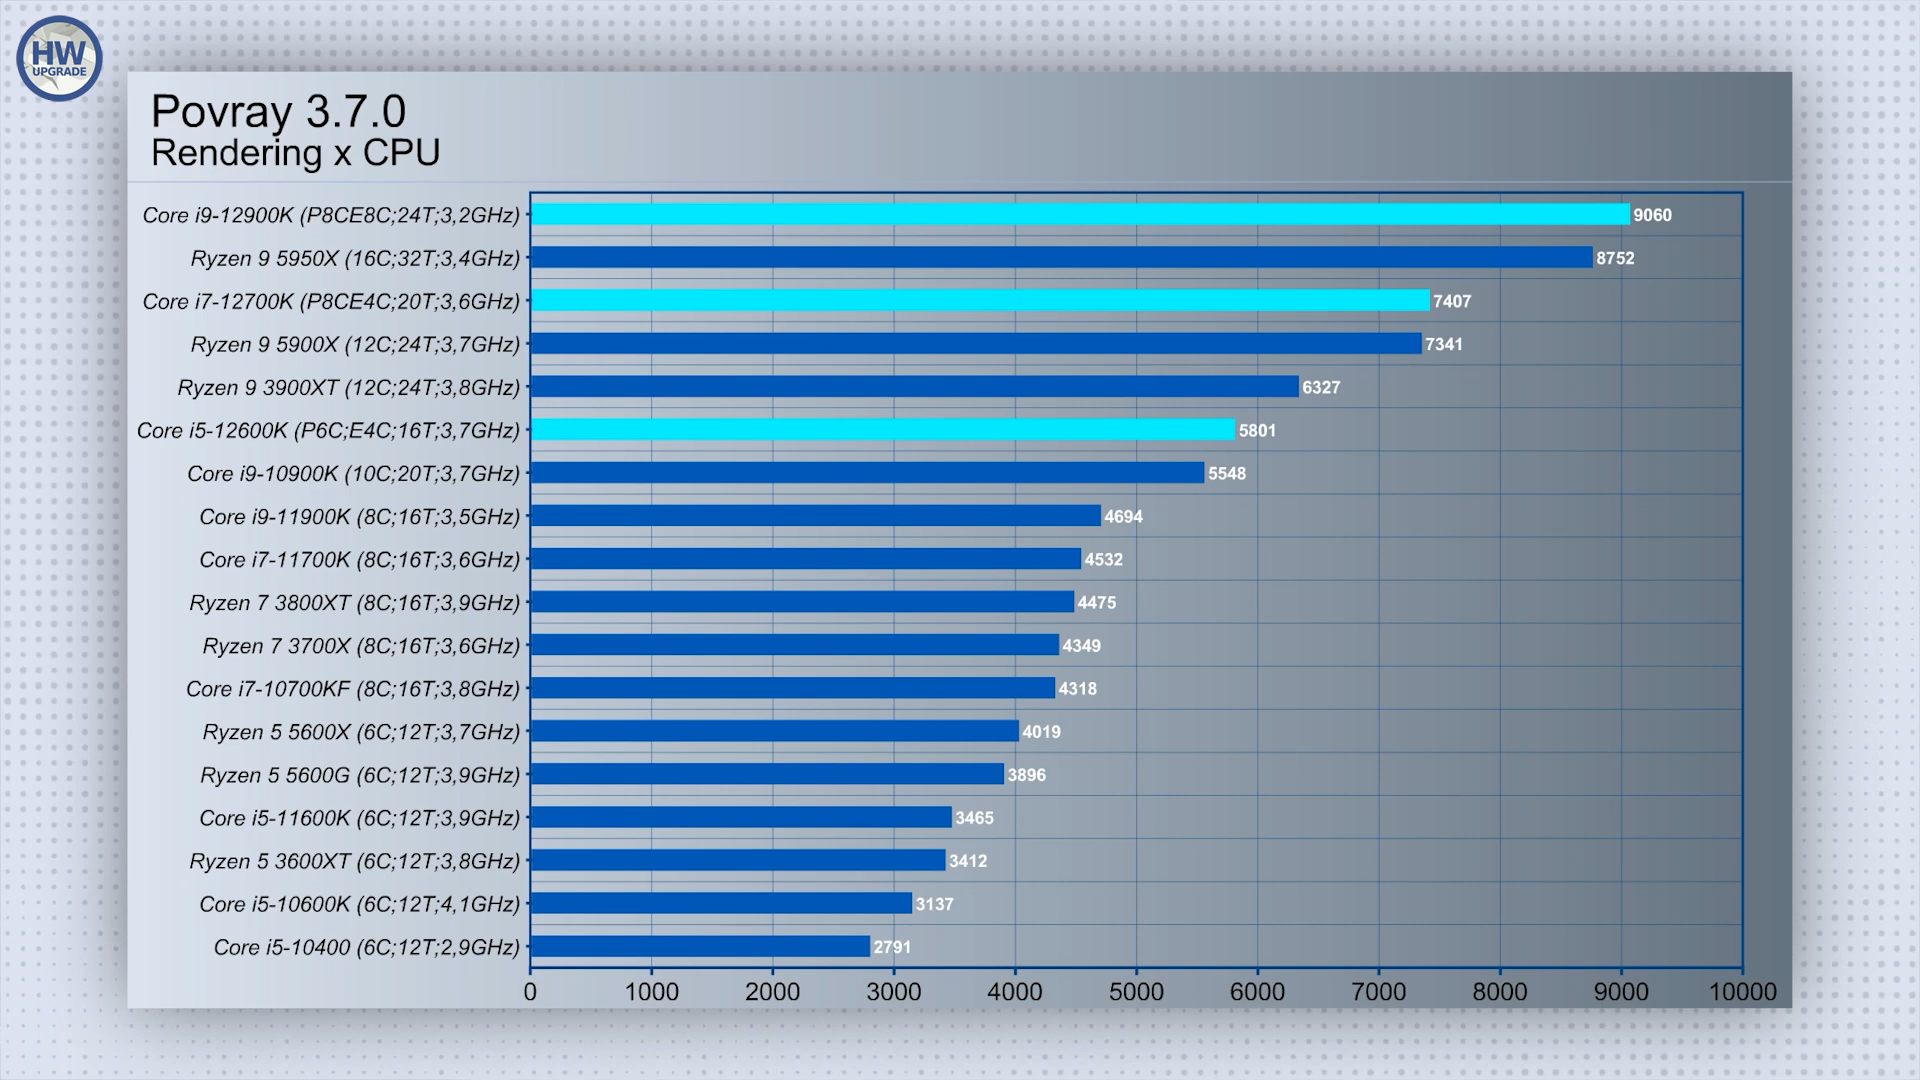 HW
UPGRADE
Povray 3.7.0
Rendering x CPU
Core i9-12900K (P8CE8C;24T;3,2GHz) 9060
Ryzen 9 5950X (16C;32T;3,4GHz) 8752
Core i7-12700K (P8CE4C;20T;3,6GHz) 7407
Ryzen 9 5900X (12C;24T;3,7GHz) 7341
Ryzen 9 3900XT (12C;24T;3,8GHz) 6327
Core i5-12600K (P6C;E4C;16T;3,7GHz) 5801
Core i9-10900K (10C;20T;3,7GHz) 5548
Core i9-11900K (8C;16T;3,5GHz) 4694
Core i7-11700K (8C;16T;3,6GHz) 4532
Ryzen 7 3800XT (8C;16T;3,9GHz) 4475
Ryzen 7 3700X (8C;16T;3,6GHz) 4349
Core i7-10700KF (8C;16T;3,8GHz) 4318
Ryzen 5 5600X (6C;12T;3,7GHz) 4019
Ryzen 5 5600G (6C;12T;3,9GHz) 3896
Core i5-11600K (6C;12T;3,9GHz) 3465
Ryzen 5 3600XT (6C;12T;3,8GHz) 3412
Core i5-10600K (6C;12T;4,1GHz) 3137
Core i5-10400 (6C;12T;2,9GHz) 2791
0 1000 2000 3000 4000 5000 6000 7000 8000 9000 10000